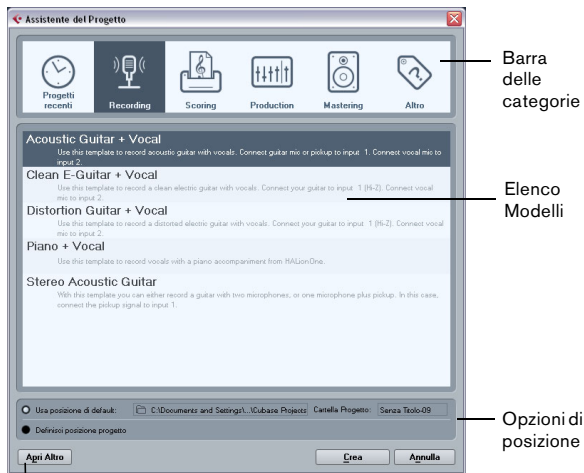 Assistente del Progetto
Progetti
recenti
Recording
Scoring
Production
Mastering
Altro
Barra
delle
categorie
Acoustic Guitar + Vocal
Use this template to record acoustic guitar with vocals. Connect guitar mic or pickup to input 1. Connect vocal mic to
input 2.
Clean E-Guitar + Vocal
Use this template to record a clean electric guitar with vocals. Connect your guitar to input 1 (Hi-Z). Connect vocal
mic to input 2.
Distortion Guitar + Vocal
Use this template to record a distorted electric guitar with vocals. Connect your guitar to input 1 (Hi-Z). Connect vocal
mic to input 2.
Piano + Vocal
Use this template to record vocals with a piano accompaniment from HALionOne.
Stereo Acoustic Guitar
With this template you can either record a guitar with two microphones, or one microphone plus pickup. In this case,
connect the pickup signal to input 1.
Elenco
Modelli
Usa posizione di default:
C:\Documents and Settings\...\Cubase Projects
Cartella Progetto:
Senza Titolo-09
Definisci posizione progetto
Opzioni di
posizione
Apri Altro
Crea
Annulla